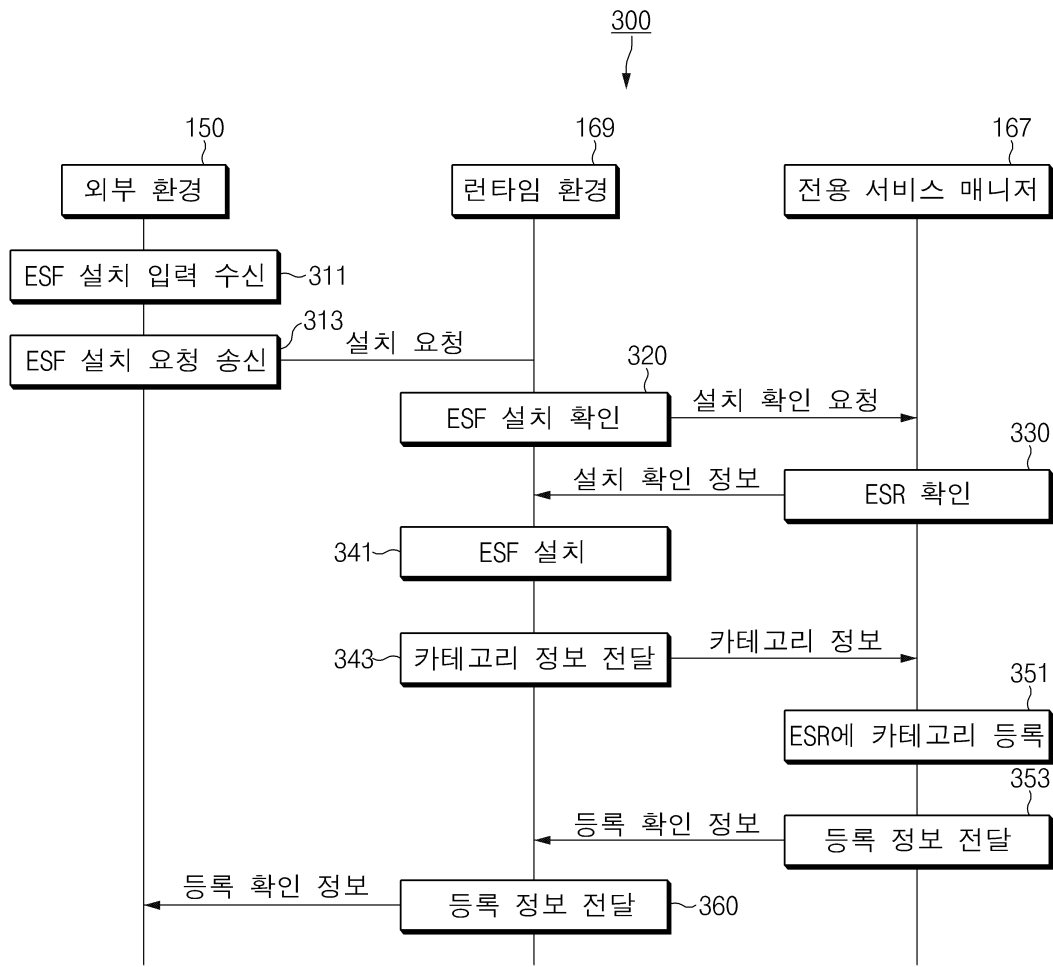 300
150
169
167
외부 환경
런타임 환경
전용 서비스 매니저
ESF 설치 입력 수신
311
313
ESF 설치 요청 송신
설치 요청
320
ESF 설치 확인
설치 확인 요청
330
설치 확인 정보
ESR 확인
341
ESF 설치
343
카테고리 정보 전달
카테고리 정보
351
ESR에 카테고리 등록
353
등록 확인 정보
등록 정보 전달
등록 확인 정보
등록 정보 전달
360